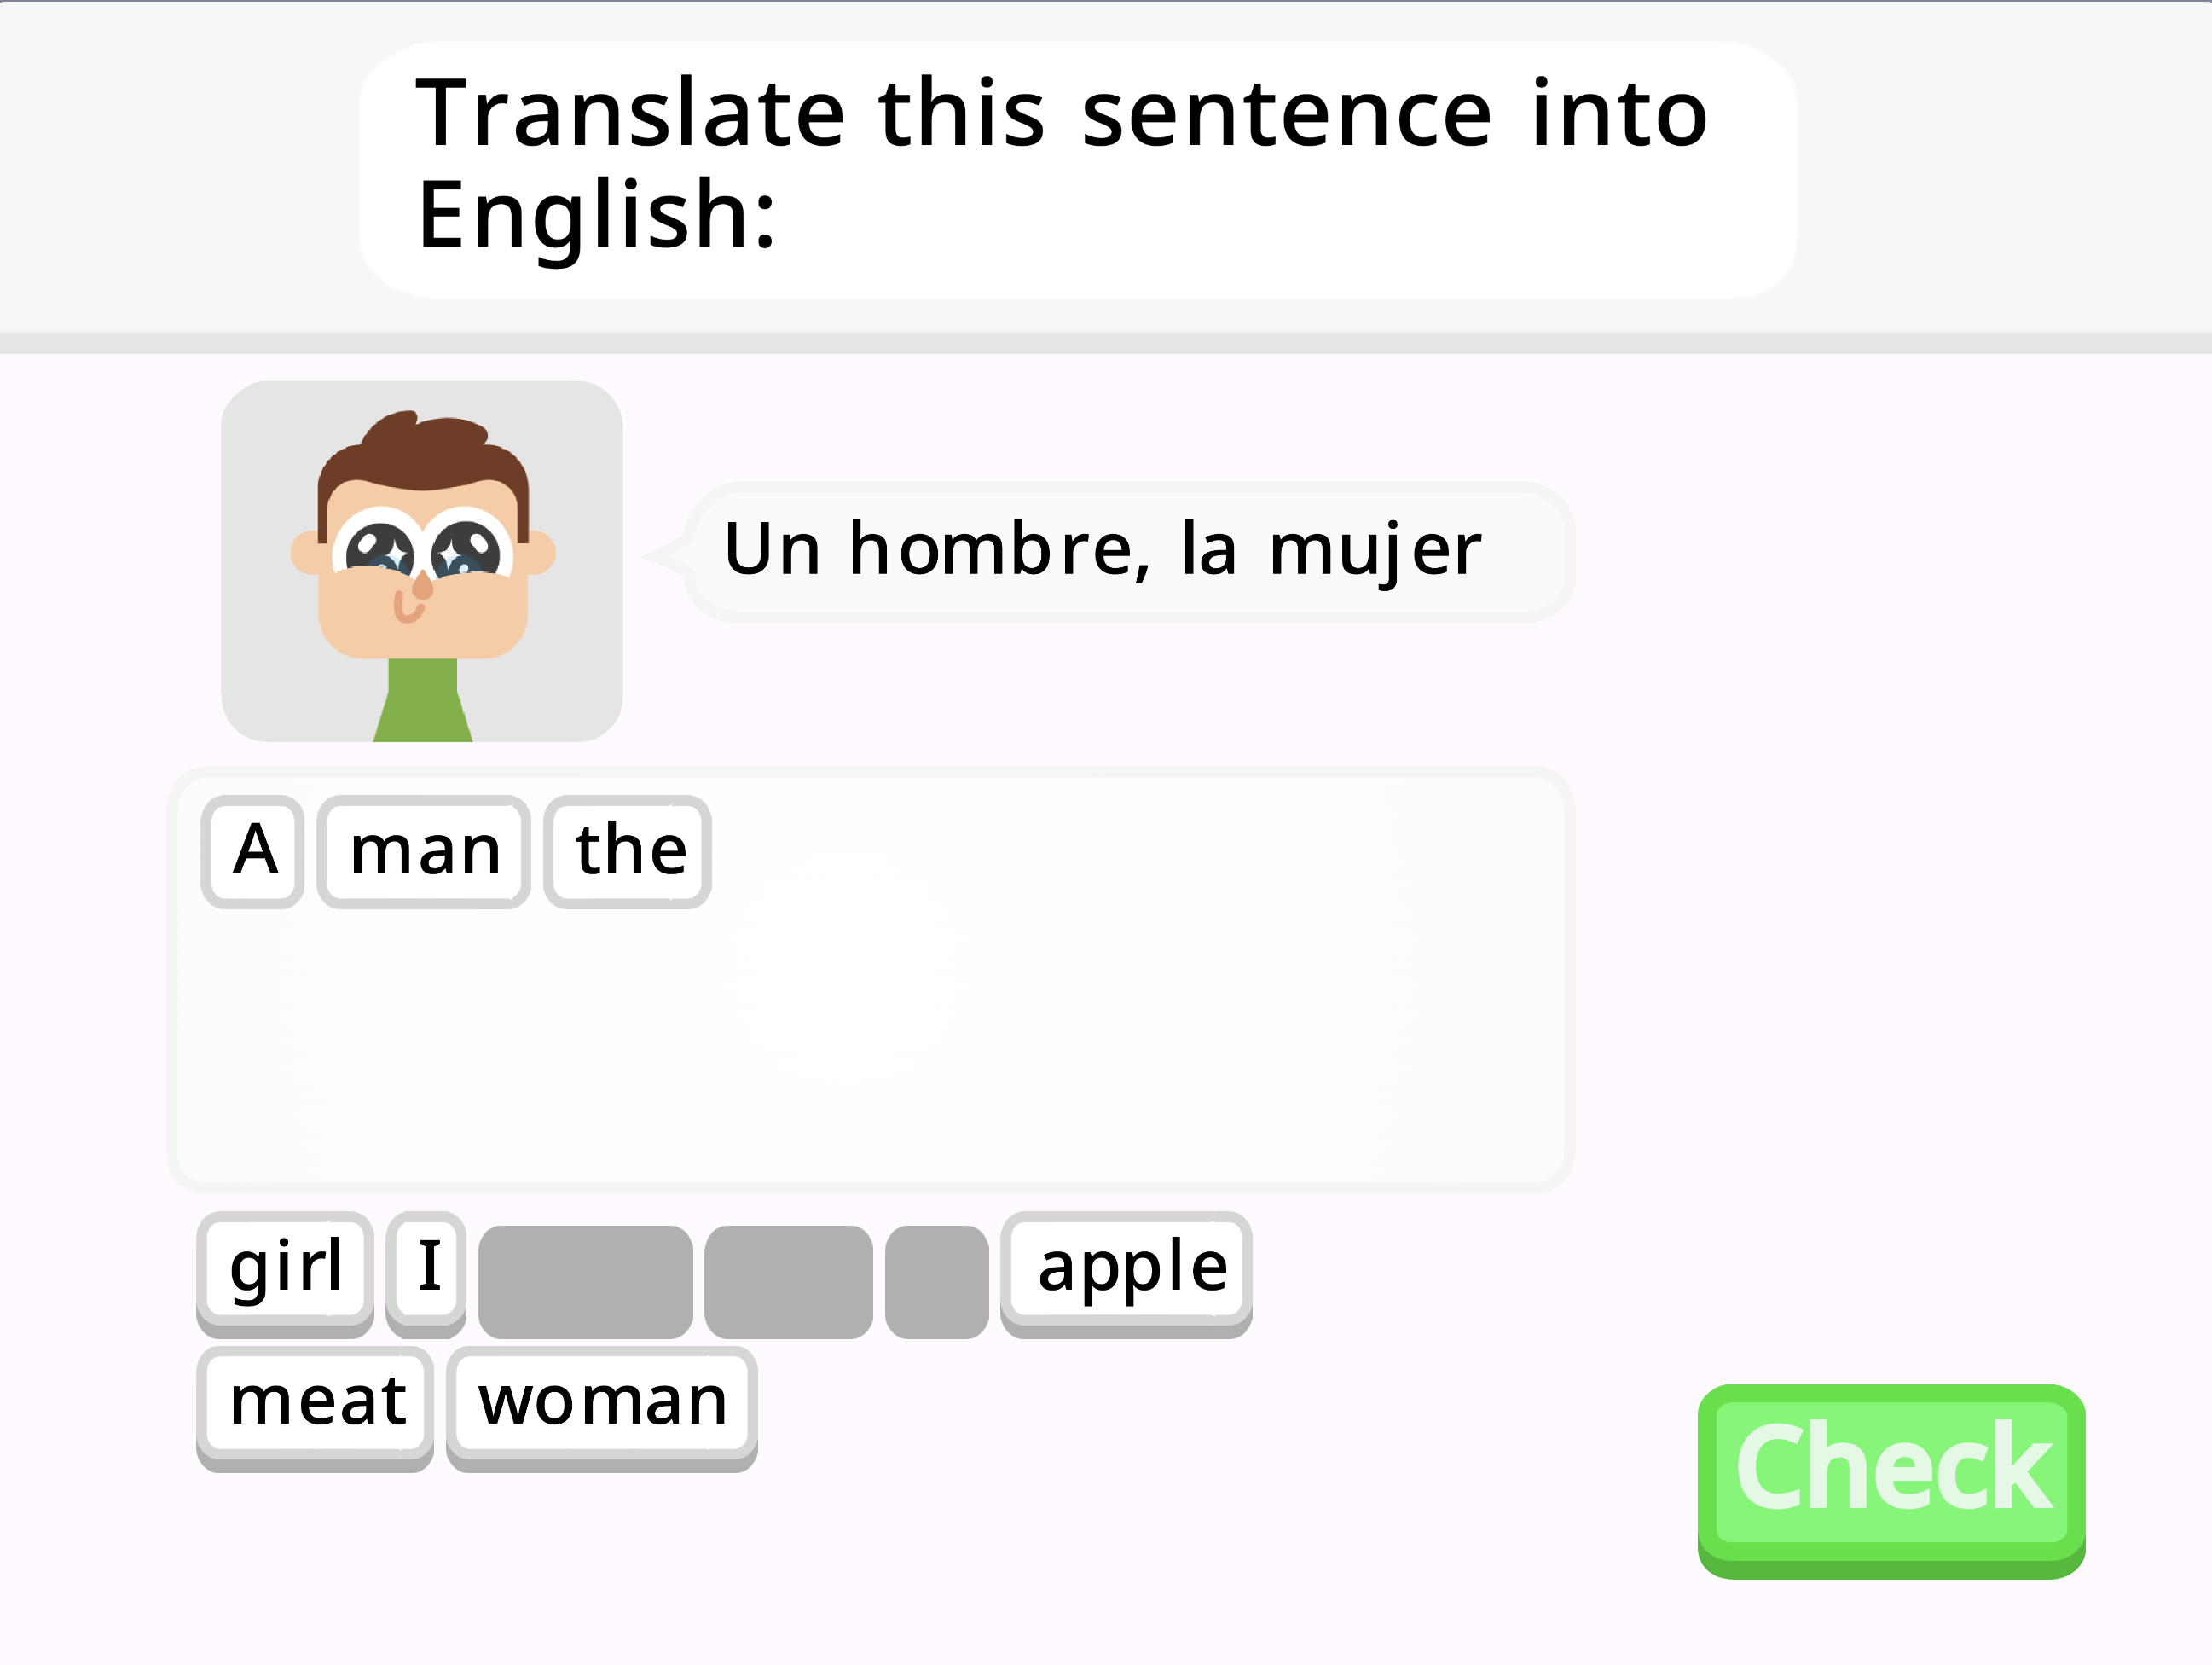 Translate this sentence into
English:
Un hombre, la mujer
A man the
girl I apple
meat woman
Check